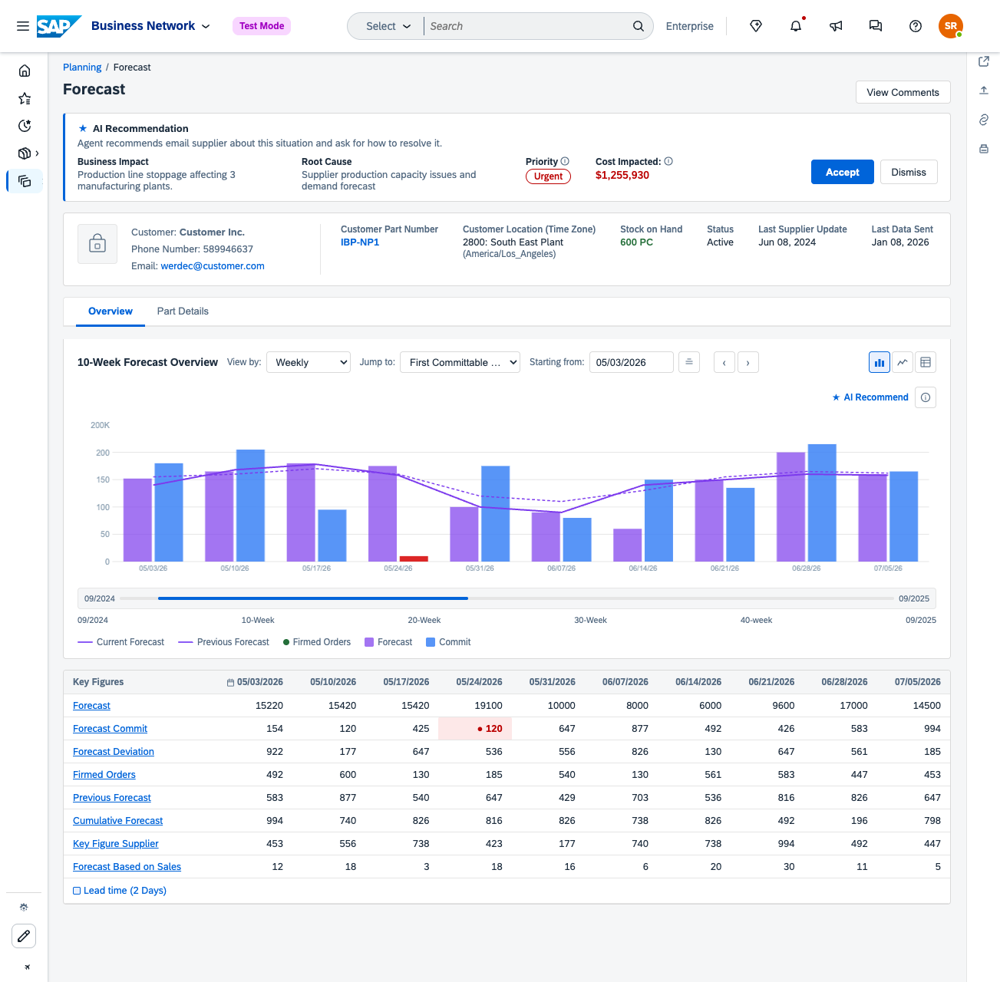 SAP Business Network Test Mode Select Search Enterprise SR
Planning / Forecast
Forecast
View Comments
AI Recommendation
Agent recommends email supplier about this situation and ask for how to resolve it.
Business Impact
Production line stoppage affecting 3
manufacturing plants.
Root Cause
Supplier production capacity issues and
demand forecast
Priority
Urgent
Cost Impacted:
$1,255,930
Accept
Dismiss
Customer: Customer Inc.
Phone Number: 589946637
Email: werdec@customer.com
Customer Part Number
IBP-NP1
Customer Location (Time Zone)
2800: South East Plant
(America/Los_Angeles)
Stock on Hand
600 PC
Status
Active
Last Supplier Update
Jun 08, 2024
Last Data Sent
Jan 08, 2026
Overview Part Details
10-Week Forecast Overview View by: Weekly Jump to: First Committable ... Starting from: 05/03/2026
AI Recommend
200K
200
150
100
50
0
05/03/26 05/10/26 05/17/26 05/24/26 05/31/26 06/07/26 06/14/26 06/21/26 06/28/26 07/05/26
09/2024 09/2025
09/2024 10-Week 20-Week 30-Week 40-week 09/2025
Current Forecast Previous Forecast Firmed Orders Forecast Commit
Key Figures 05/03/2026 05/10/2026 05/17/2026 05/24/2026 05/31/2026 06/07/2026 06/14/2026 06/21/2026 06/28/2026 07/05/2026
Forecast 15220 15420 15420 19100 10000 8000 6000 9600 17000 14500
Forecast Commit 154 120 425 120 647 877 492 426 583 994
Forecast Deviation 922 177 647 536 556 826 130 647 561 185
Firmed Orders 492 600 130 185 540 130 561 583 447 453
Previous Forecast 583 877 540 647 429 703 536 816 826 647
Cumulative Forecast 994 740 826 816 826 738 826 492 196 798
Key Figure Supplier 453 556 738 423 177 740 738 994 492 447
Forecast Based on Sales 12 18 3 18 16 6 20 30 11 5
Lead time (2 Days)